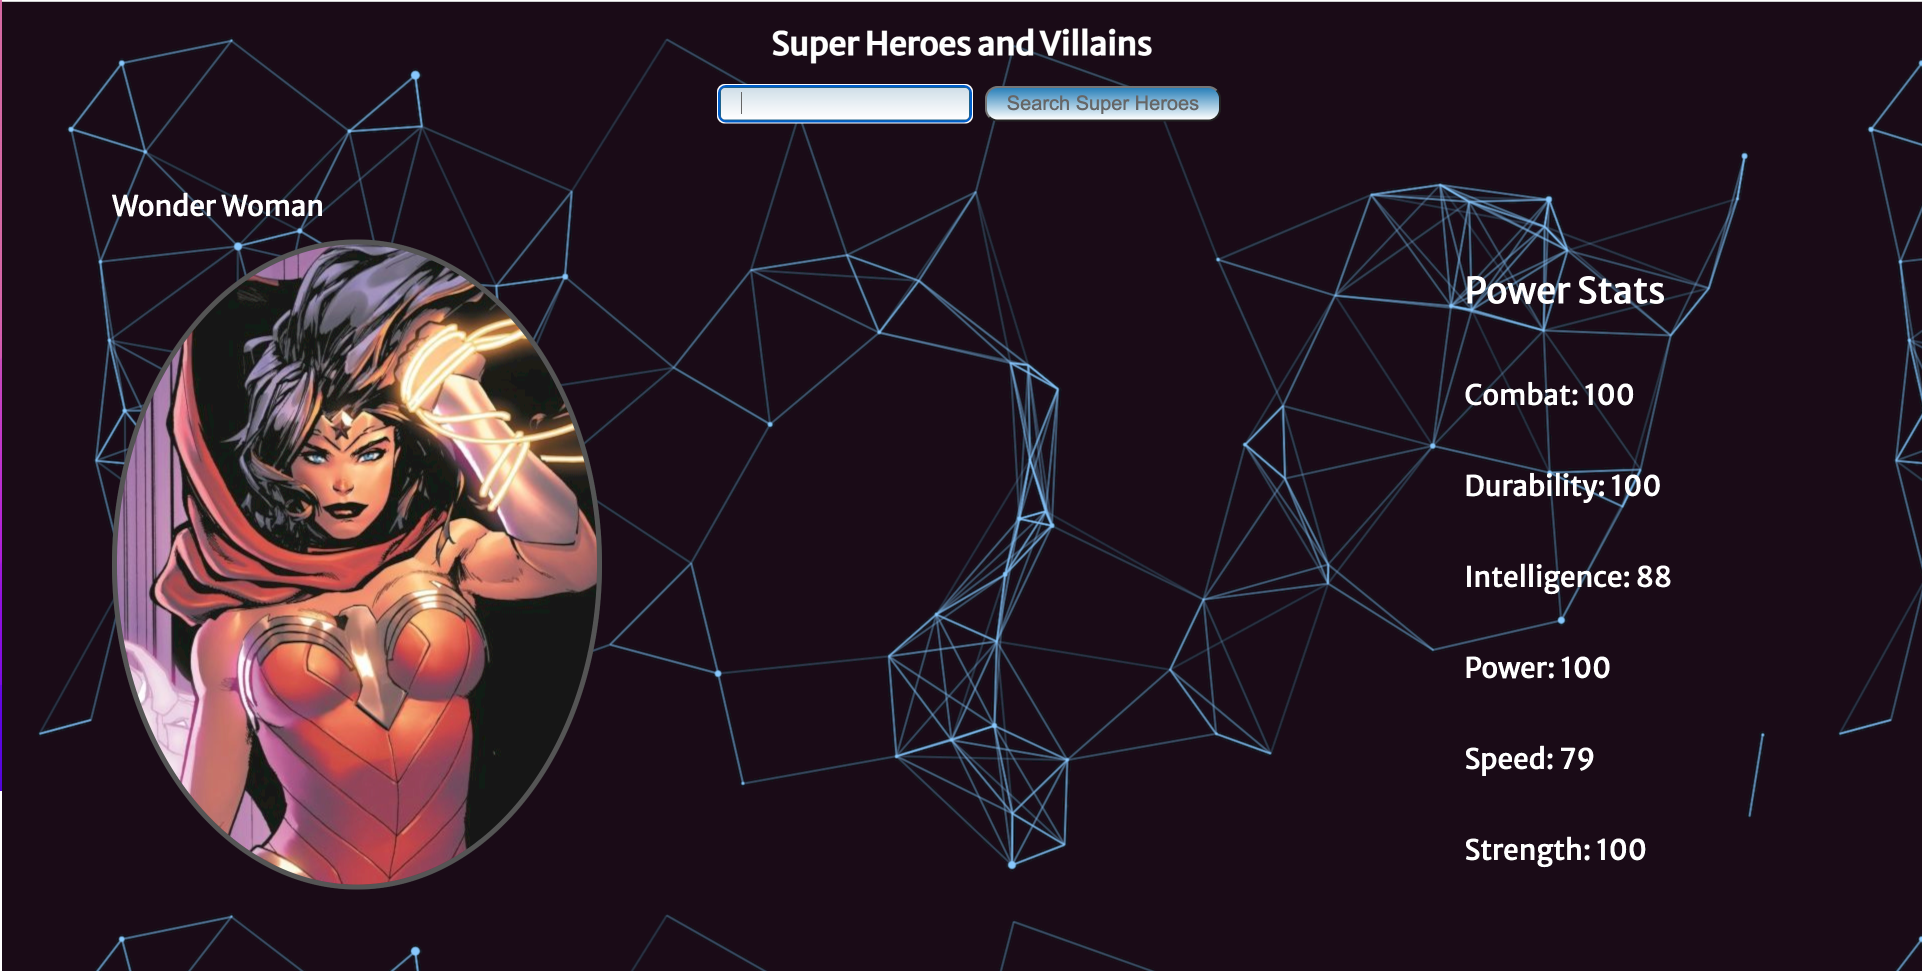 Super Heroes and Villains
Search Super Heroes
Wonder Woman
Power Stats
Combat: 100
Durability: 100
Intelligence: 88
Power: 100
Speed: 79
Strength: 100